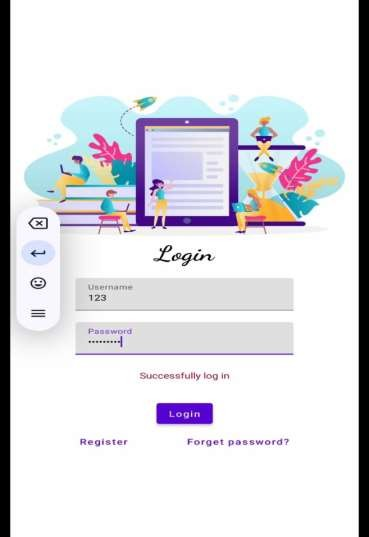 Login
Username
123
Password
•••••••••
Successfully log in
Login
Register
Forget password?